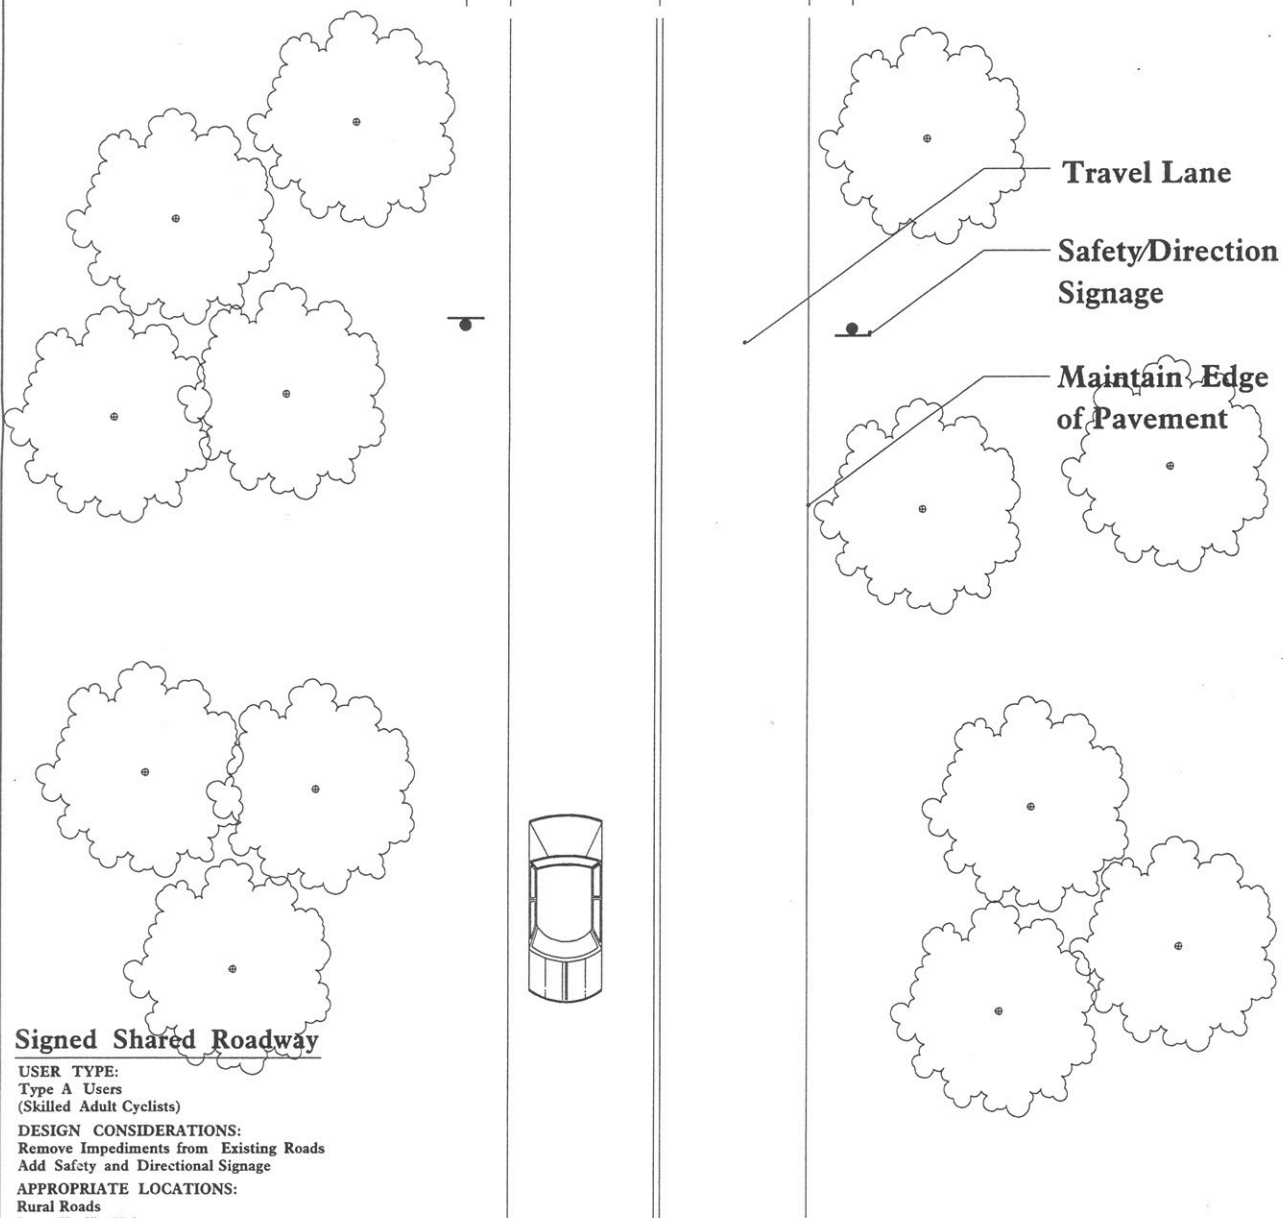 Travel Lane
Safety/Direction
Signage
Maintain Edge
of Pavement
Signed Shared Roadway
USER TYPE:
Type A Users
(Skilled Adult Cyclists)
DESIGN CONSIDERATIONS:
Remove Impediments from Existing Roads
Add Safety and Directional Signage
APPROPRIATE LOCATIONS:
Rural Roads